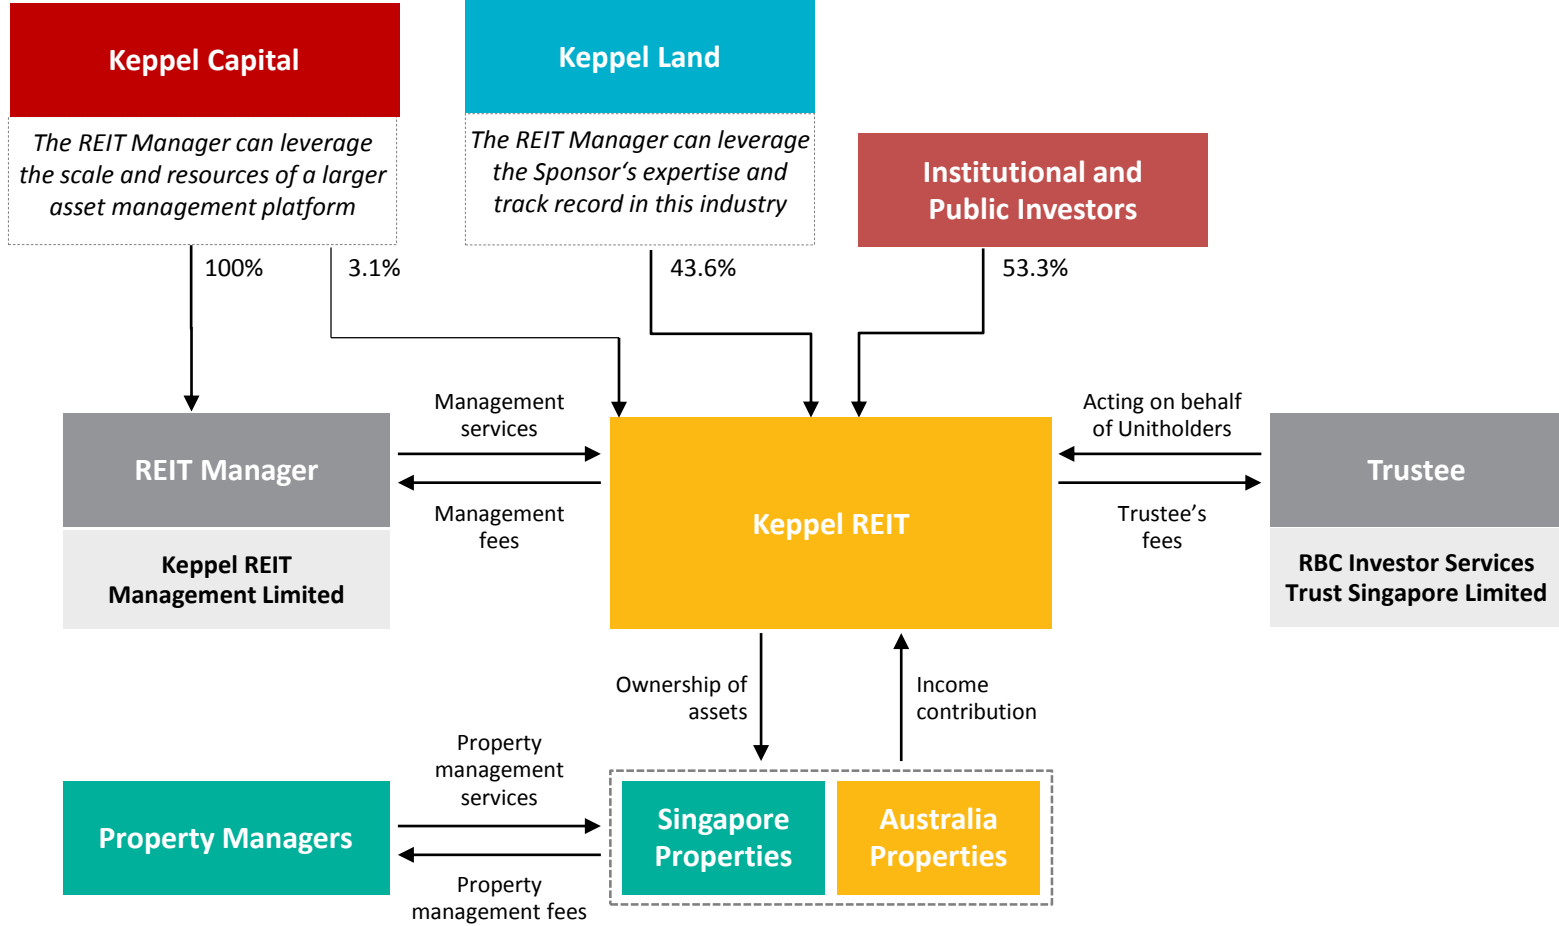 Keppel Capital
The REIT Manager can leverage
the scale and resources of a larger
asset management platform
Keppel Land
The REIT Manager can leverage
the Sponsor‘s expertise and
track record in this industry
Institutional and
Public Investors
100%
3.1%
43.6%
53.3%
REIT Manager
Keppel REIT
Management Limited
Management
services
Management
fees
Keppel REIT
Acting on behalf
of Unitholders
Trustee’s
fees
Trustee
RBC Investor Services
Trust Singapore Limited
Ownership of
assets
Income
contribution
Property Managers
Property
management
services
Property
management fees
Singapore
Properties
Australia
Properties